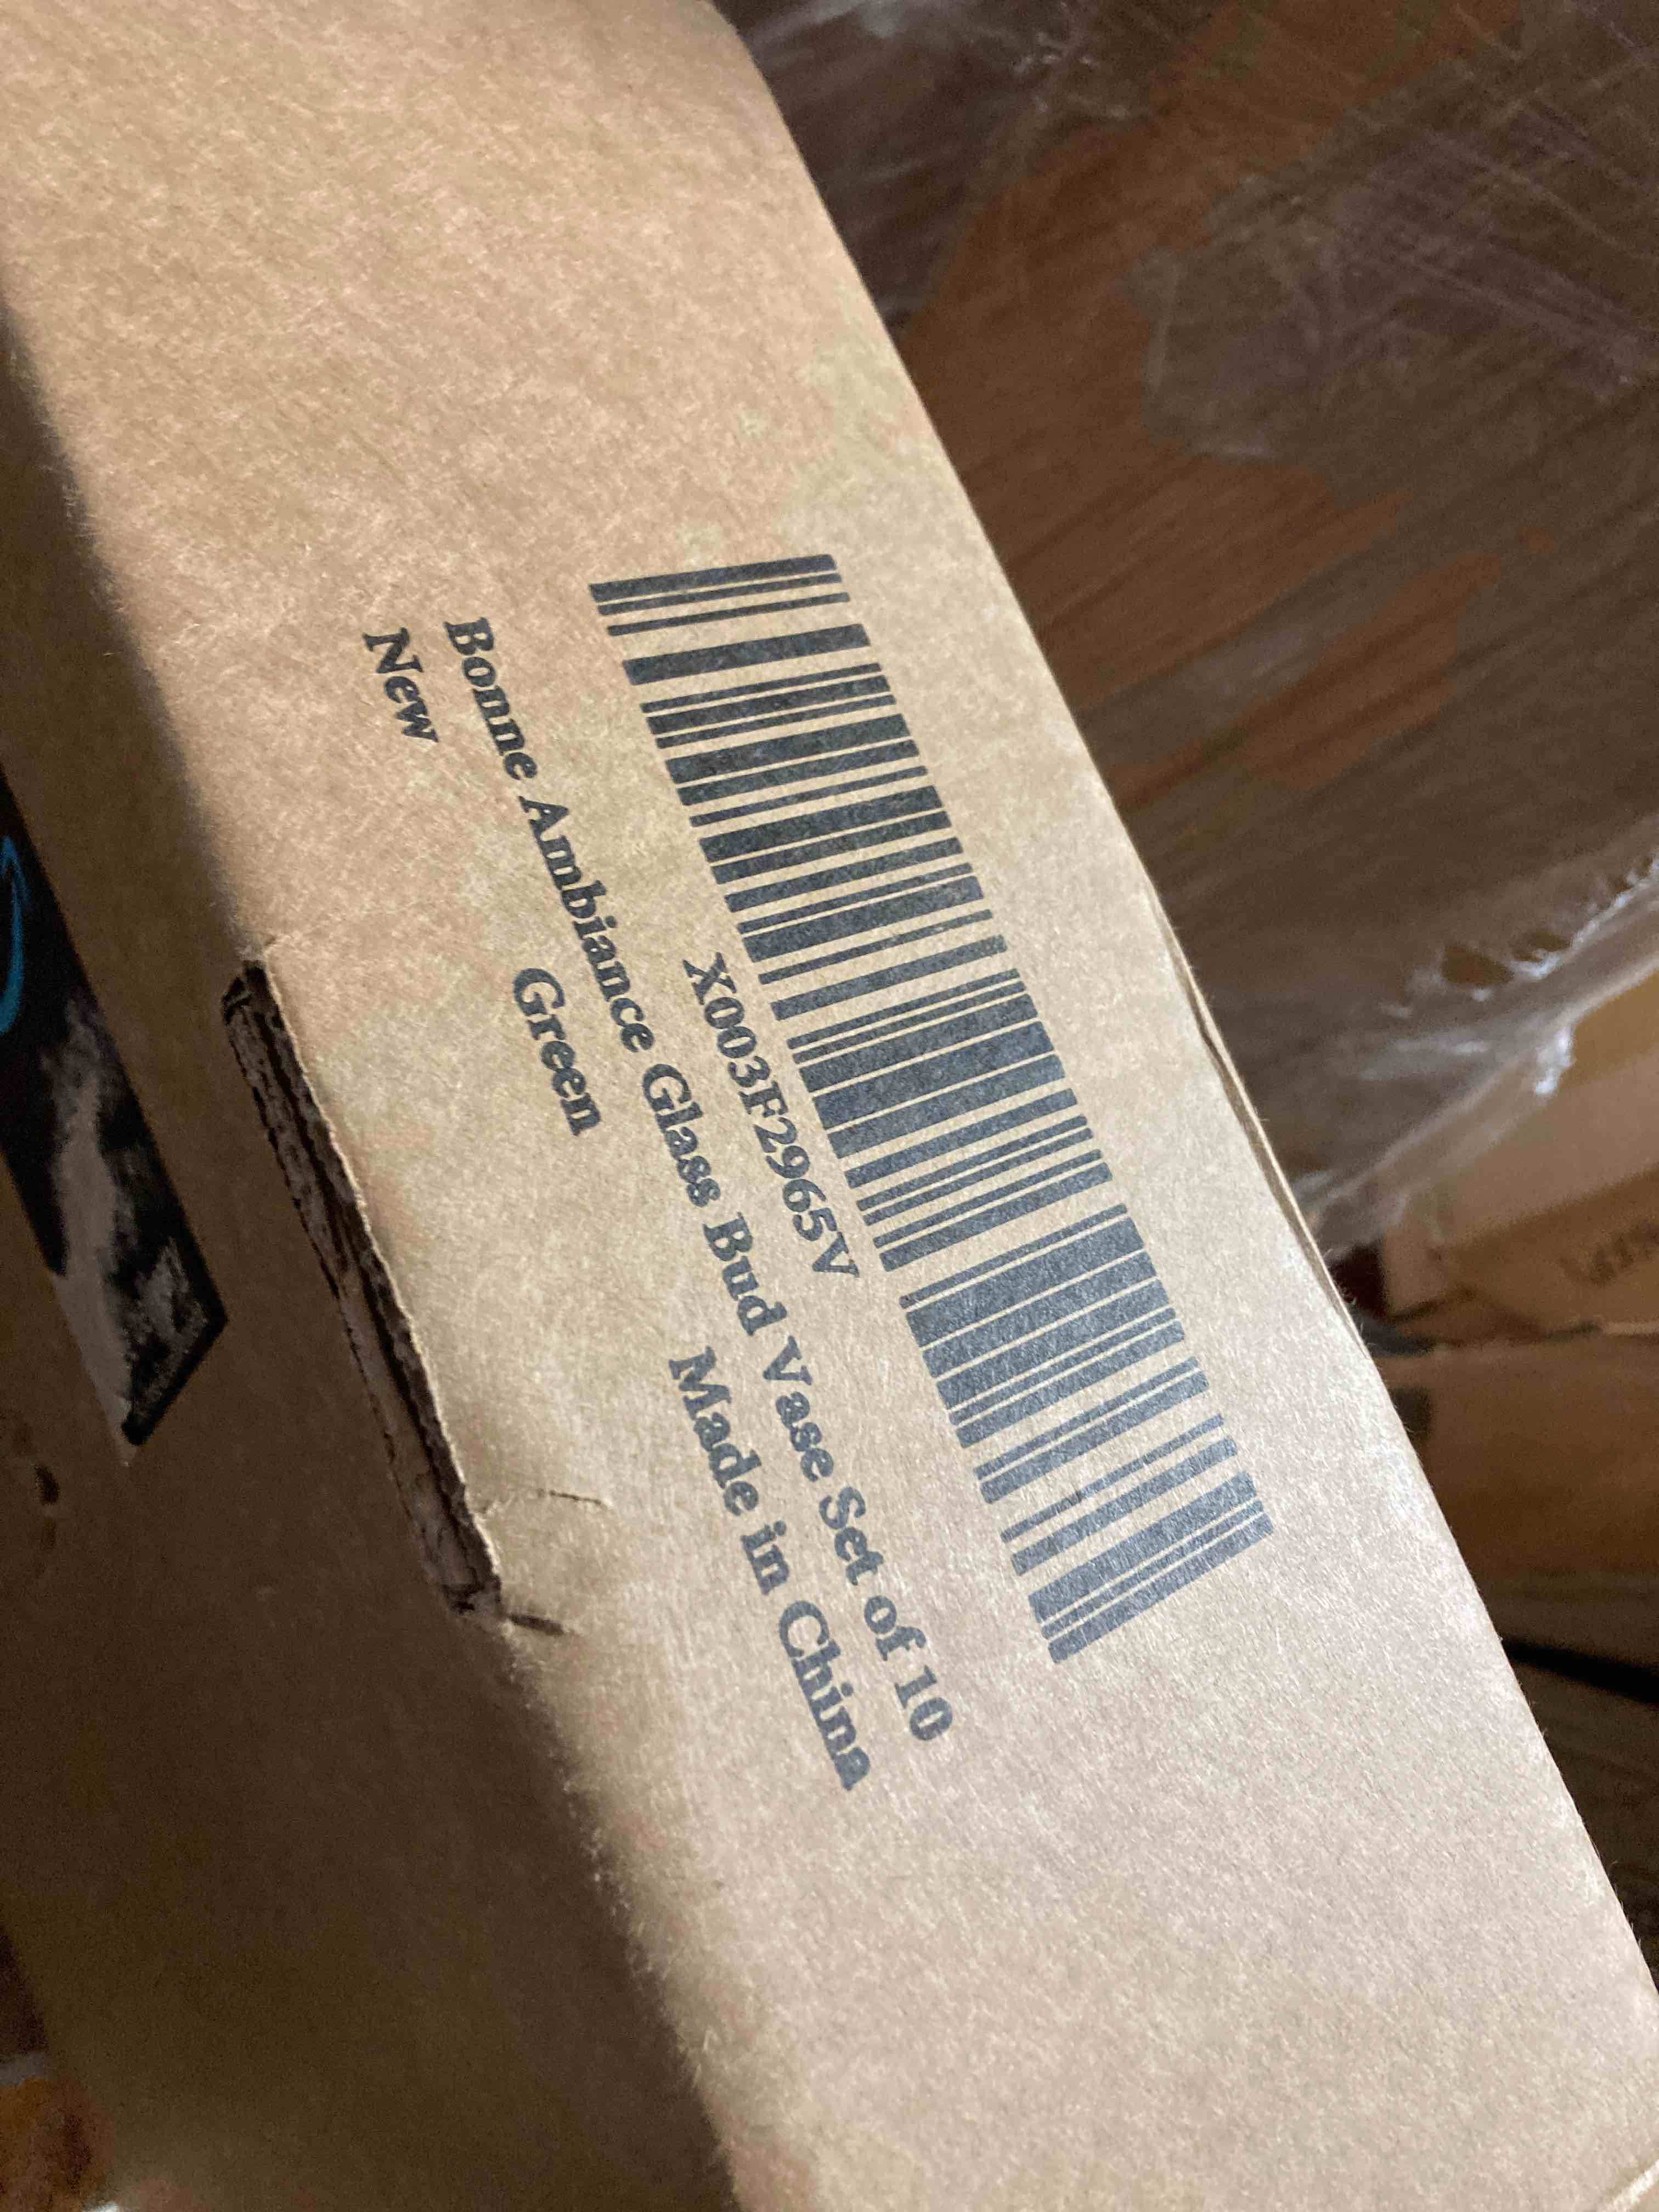 X003F2965V
Bonne Ambiance Glass Bud Vase Set of 10
Green
New
Made in China